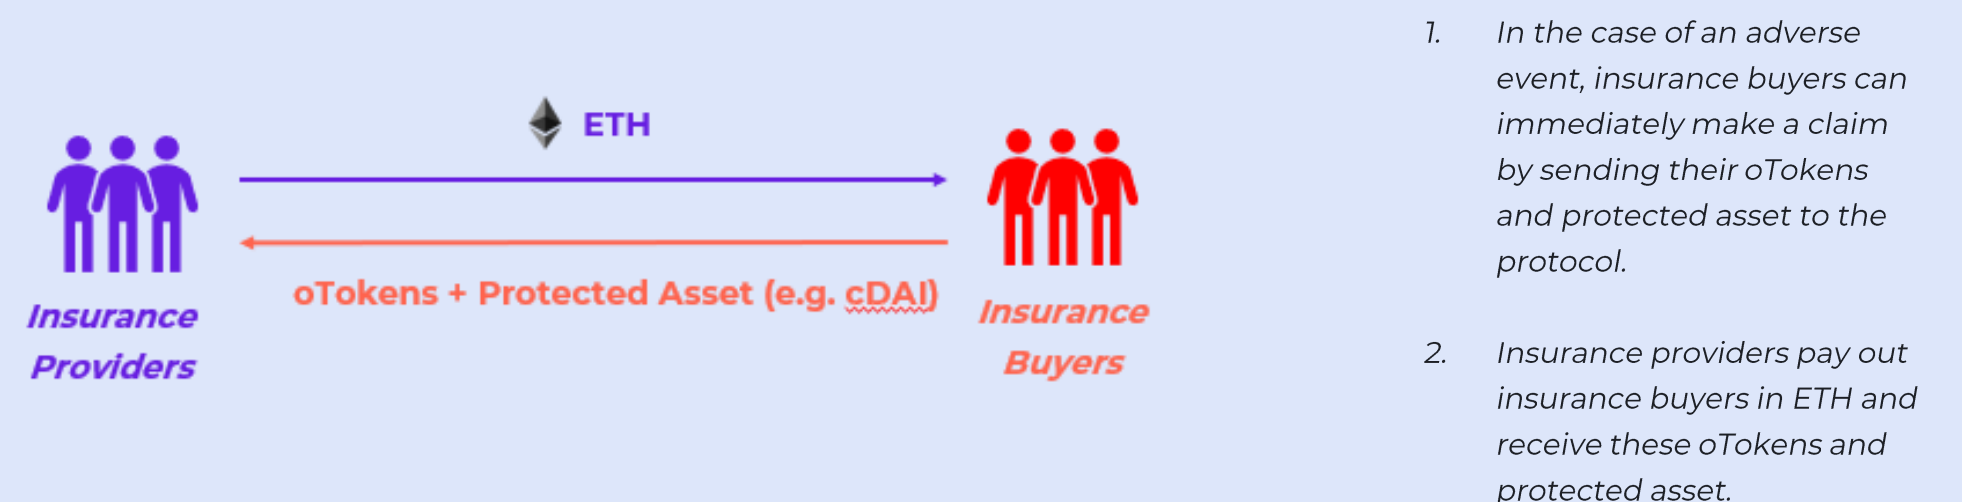 ETH
oTokens + Protected Asset (e.g. cDAI)
Insurance
Providers
Insurance
Buyers
1. In the case of an adverse
event, insurance buyers can
immediately make a claim
by sending their oTokens
and protected asset to the
protocol.
2. Insurance providers pay out
insurance buyers in ETH and
receive these oTokens and
protected asset.